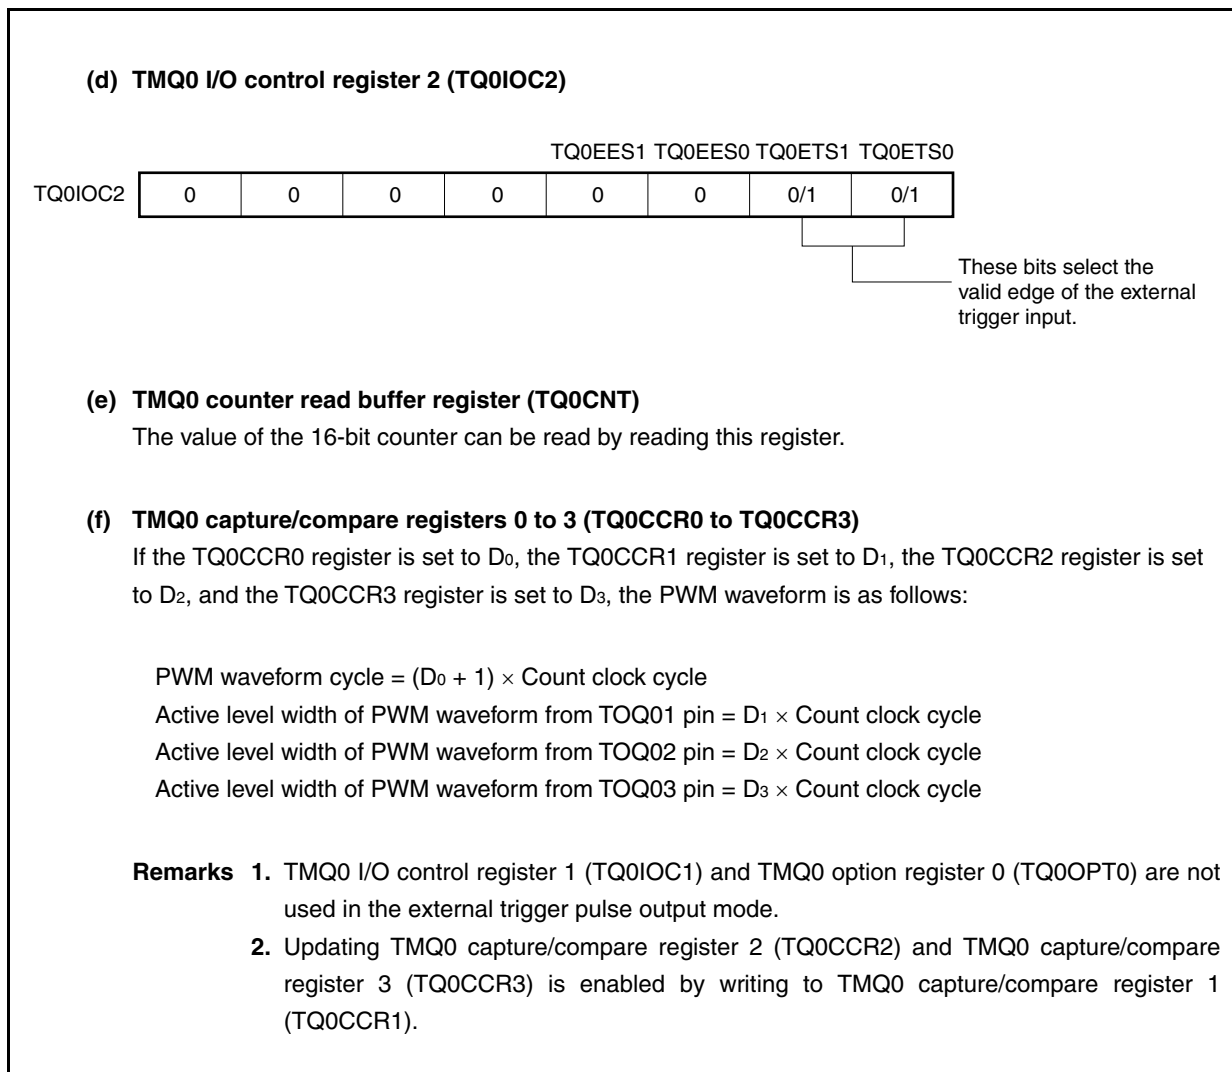 (d) TMQ0 I/O control register 2 (TQ0IOC2)
TQ0EES1 TQ0EES0 TQ0ETS1 TQ0ETS0
TQ0IOC2 0 0 0 0 0 0 0/1 0/1
These bits select the
valid edge of the external
trigger input.
(e) TMQ0 counter read buffer register (TQ0CNT)
The value of the 16-bit counter can be read by reading this register.
(f) TMQ0 capture/compare registers 0 to 3 (TQ0CCR0 to TQ0CCR3)
If the TQ0CCR0 register is set to D0, the TQ0CCR1 register is set to D1, the TQ0CCR2 register is set
to D2, and the TQ0CCR3 register is set to D3, the PWM waveform is as follows:
PWM waveform cycle = (D0 + 1) × Count clock cycle
Active level width of PWM waveform from TOQ01 pin = D1 × Count clock cycle
Active level width of PWM waveform from TOQ02 pin = D2 × Count clock cycle
Active level width of PWM waveform from TOQ03 pin = D3 × Count clock cycle
Remarks 1. TMQ0 I/O control register 1 (TQ0IOC1) and TMQ0 option register 0 (TQ0OPT0) are not
used in the external trigger pulse output mode.
2. Updating TMQ0 capture/compare register 2 (TQ0CCR2) and TMQ0 capture/compare
register 3 (TQ0CCR3) is enabled by writing to TMQ0 capture/compare register 1
(TQ0CCR1).